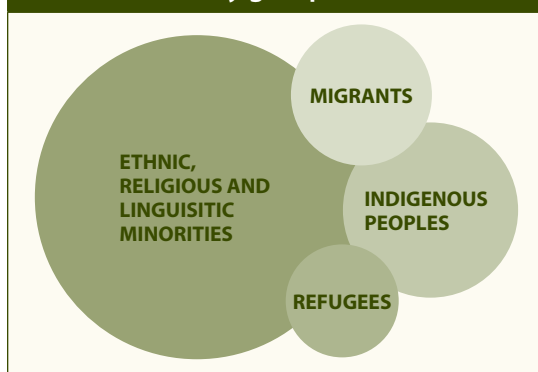 MIGRANTS
ETHNIC,
RELIGIOUS AND
LINGUISITIC
MINORITIES
INDIGENOUS
PEOPLES
REFUGEES